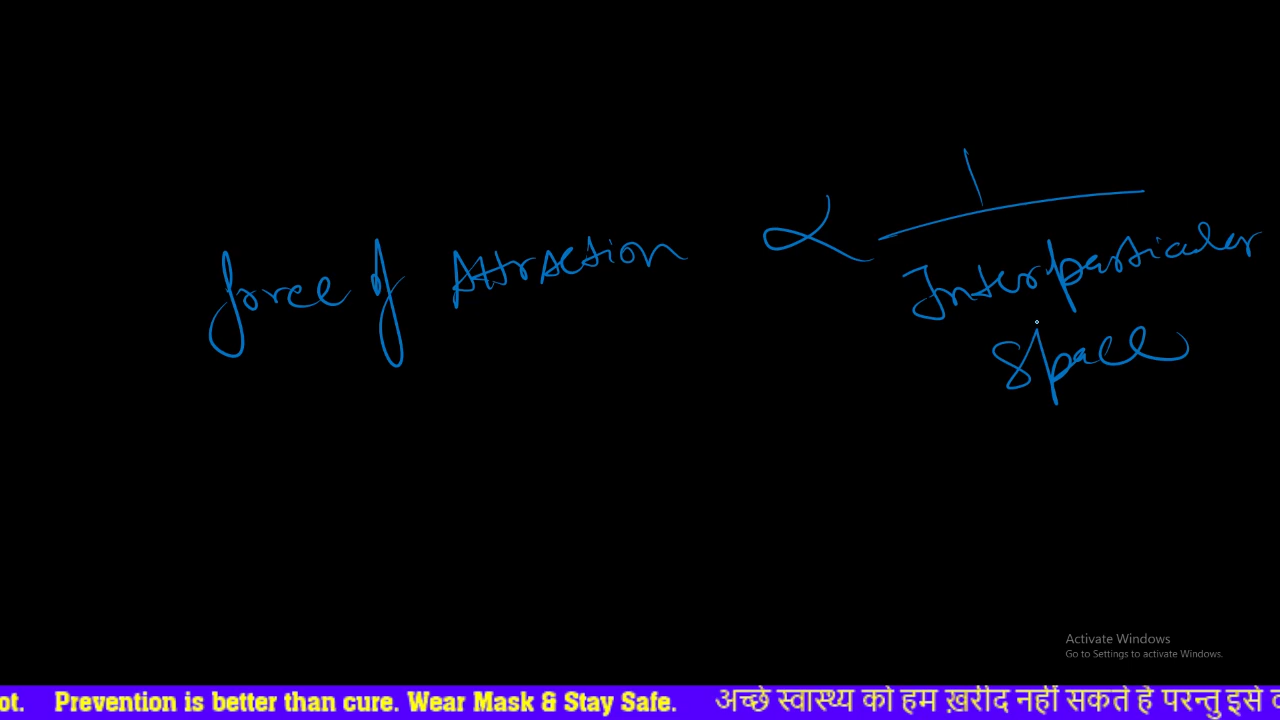 force of Attraction ∝ 1
Interparticular
Space
Activate Windows
Go to Settings to activate Windows.
ot. Prevention is better than cure. Wear Mask & Stay Safe. अच्छे स्वास्थ्य को हम ख़रीद नहीं सकते है परन्तु इसे